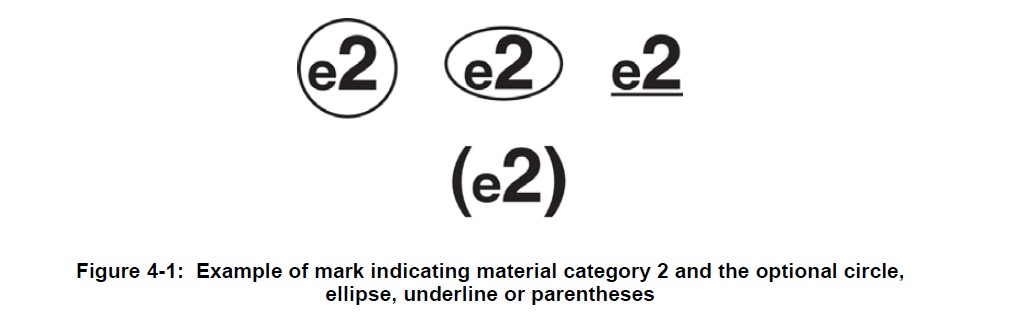 e2 e2 e2
(e2)
Figure 4-1: Example of mark indicating material category 2 and the optional circle,
ellipse, underline or parentheses